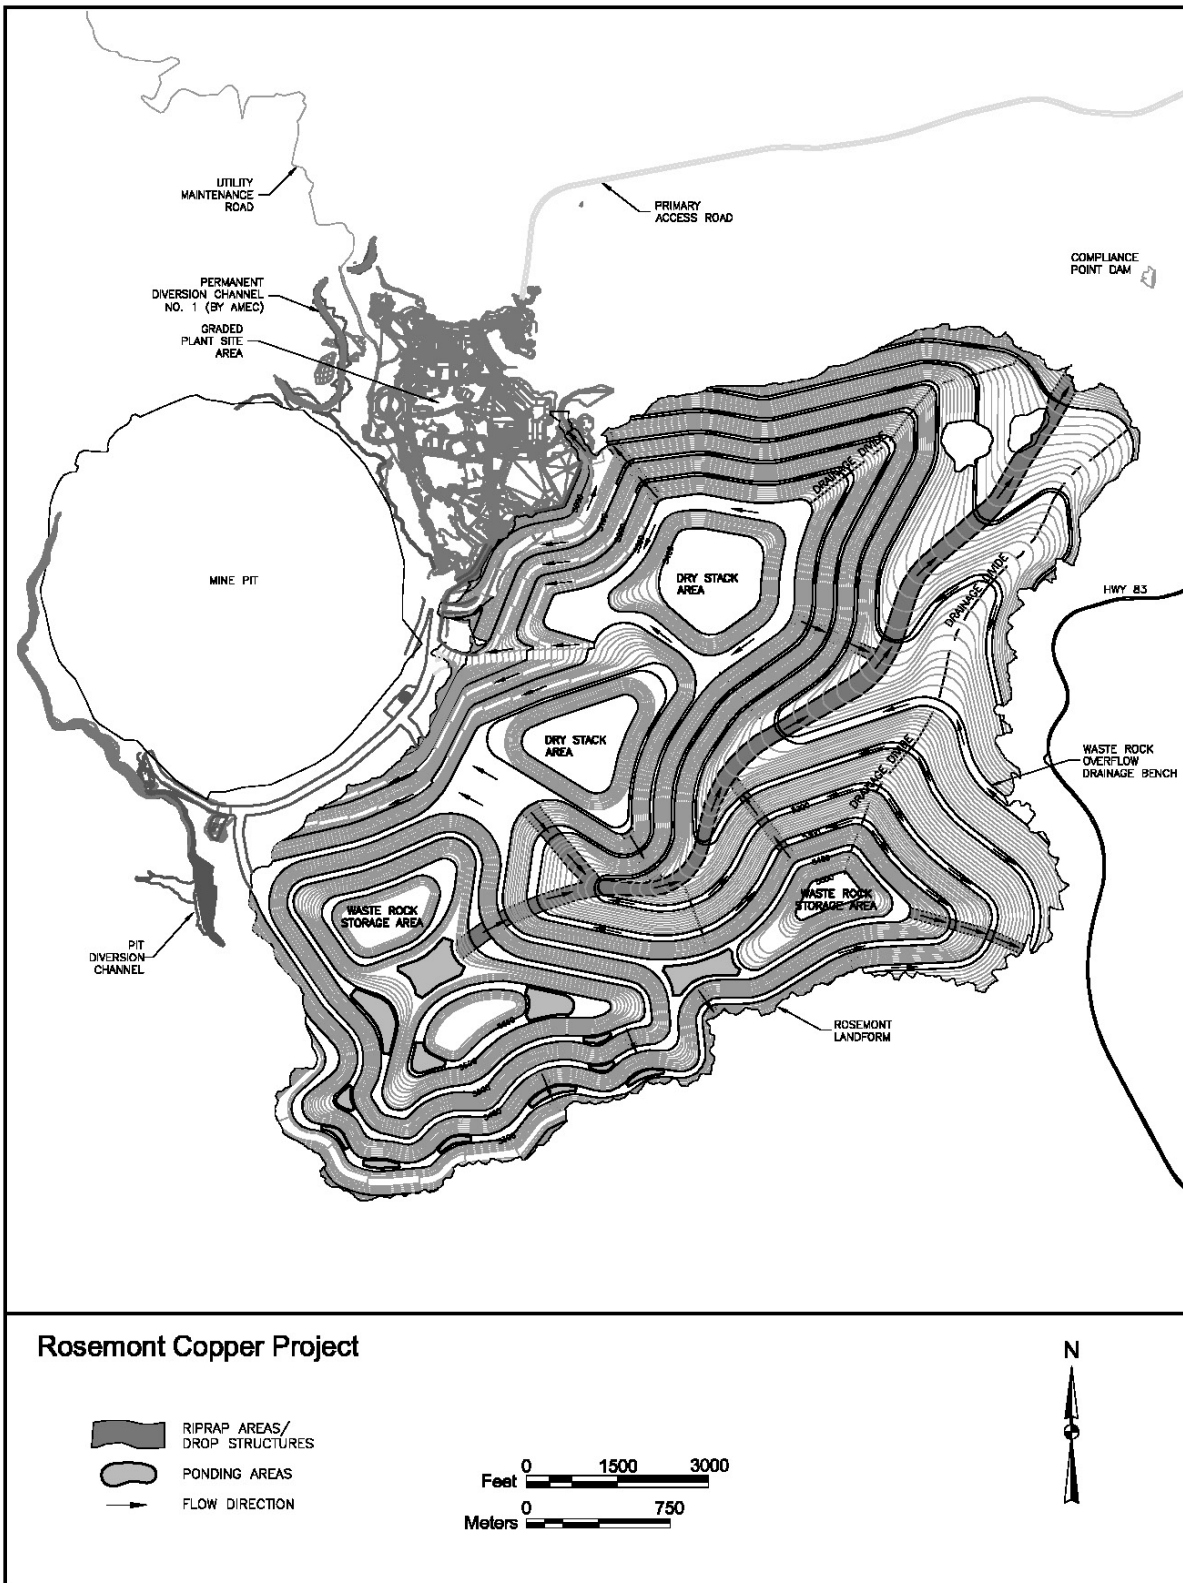 UTILITY
MAINTENANCE
ROAD
PRIMARY
ACCESS ROAD
COMPLIANCE
POINT DAM
PERMANENT
DIVERSION CHANNEL
NO. 1 (BY AMEC)
GRADED
PLANT SITE
AREA
DRAINAGE DIVIDE
MINE PIT
DRY STACK
AREA
DRAINAGE DIVIDE
HWY 83
DRY STACK
AREA
DRAINAGE DIVIDE
WASTE ROCK
OVERFLOW
DRAINAGE BENCH
WASTE ROCK
STORAGE AREA
WASTE ROCK
STORAGE AREA
PIT
DIVERSION
CHANNEL
ROSEMONT
LANDFORM
Rosemont Copper Project
RIPRAP AREAS/
DROP STRUCTURES
PONDING AREAS
FLOW DIRECTION
0 1500 3000
Feet
0 750
Meters
N